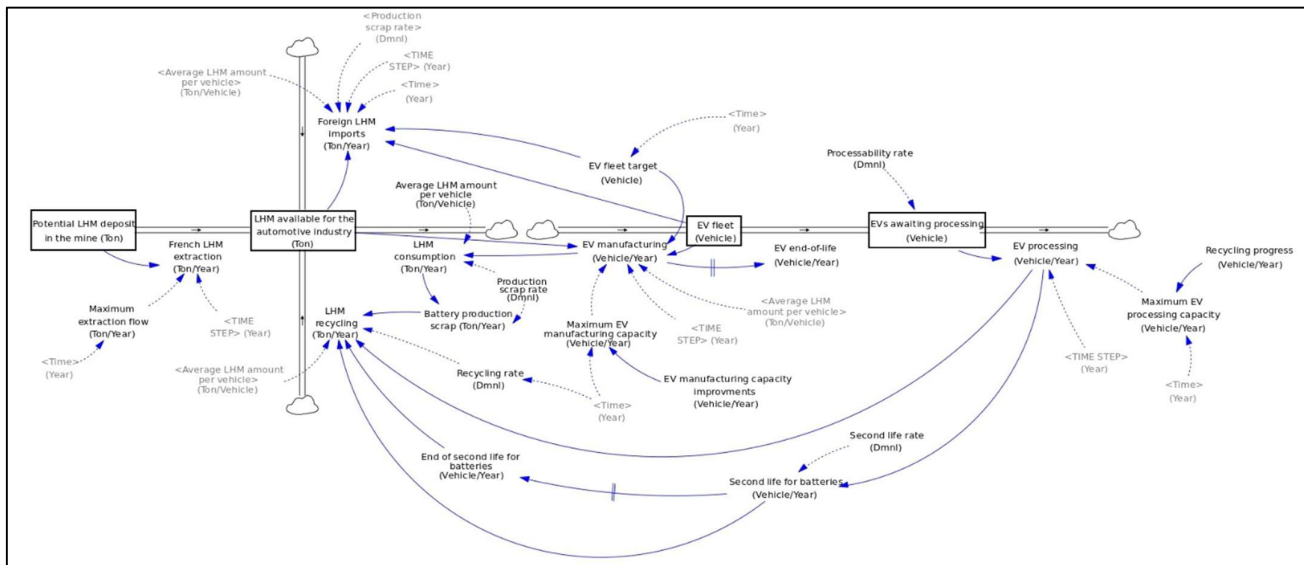 <Production
scrap rate>
(Dmnl)
<TIME
STEP> (Year)
<Average LHM amount
per vehicle>
(Ton/Vehicle)
<Time>
(Year)
Foreign LHM
imports
(Ton/Year)
<Time>
(Year)
EV fleet target
(Vehicle)
Processability rate
(Dmnl)
Average LHM amount
per vehicle
(Ton/Vehicle)
Potential LHM deposit
in the mine (Ton)
LHM available for the
automotive industry
(Ton)
EV fleet
(Vehicle)
EVs awaiting processing
(Vehicle)
French LHM
extraction
(Ton/Year)
LHM
consumption
(Ton/Year)
EV manufacturing
(Vehicle/Year)
EV end-of-life
(Vehicle/Year)
EV processing
(Vehicle/Year)
Recycling progress
(Vehicle/Year)
Production
scrap rate
(Dmnl)
Maximum
extraction flow
(Ton/Year)
<TIME
STEP> (Year)
LHM
recycling
(Ton/Year)
Battery production
scrap (Ton/Year)
Maximum EV
manufacturing capacity
(Vehicle/Year)
<TIME
STEP> (Year)
<Average LHM
amount per vehicle>
(Ton/Vehicle)
Maximum EV
processing capacity
(Vehicle/Year)
<Time>
(Year)
<Average LHM amount
per vehicle>
(Ton/Vehicle)
Recycling rate
(Dmnl)
EV manufacturing capacity
improvments
(Vehicle/Year)
<Time>
(Year)
<TIME STEP>
(Year)
<Time>
(Year)
End of second life for
batteries
(Vehicle/Year)
Second life rate
(Dmnl)
Second life for batteries
(Vehicle/Year)